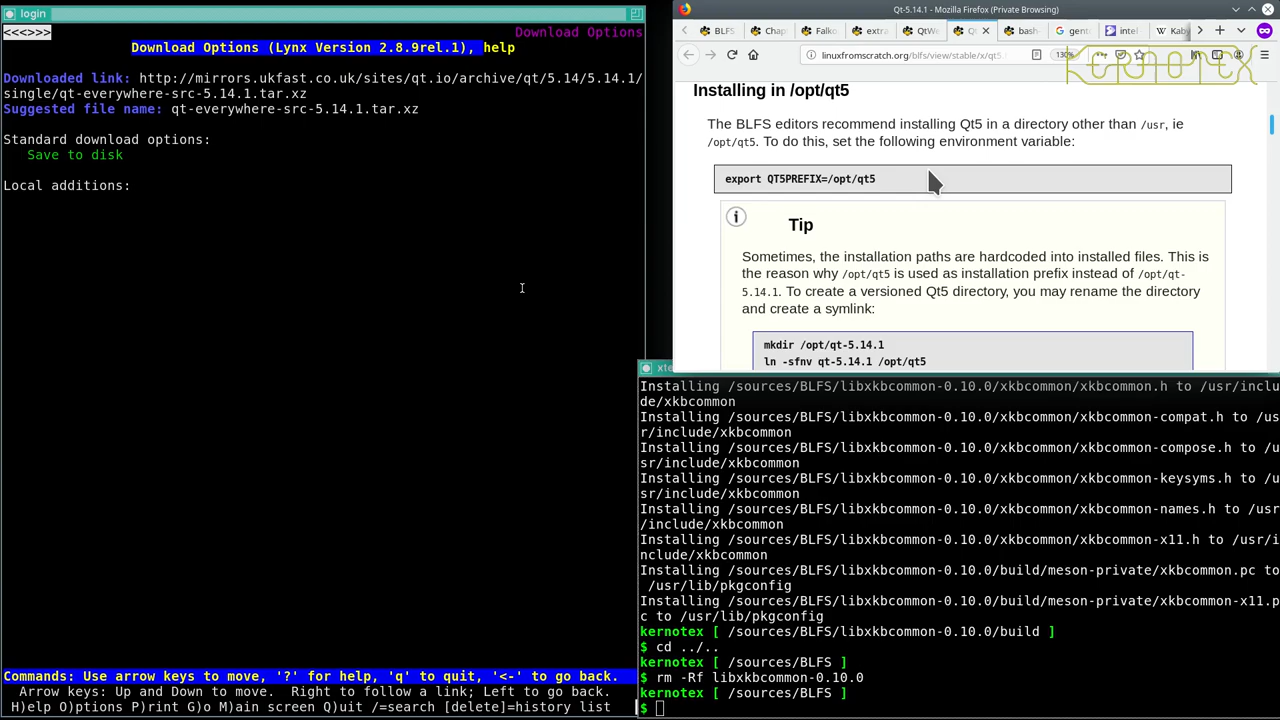 login
<<<>>>
Download Options
Download Options (Lynx Version 2.8.9rel.1), help
Downloaded link: http://mirrors.ukfast.co.uk/sites/qt.io/archive/qt/5.14/5.14.1/
single/qt-everywhere-src-5.14.1.tar.xz
Suggested file name: qt-everywhere-src-5.14.1.tar.xz
Standard download options:
Save to disk
Local additions:
Commands: Use arrow keys to move, '?' for help, 'q' to quit, '<-' to go back.
Arrow keys: Up and Down to move. Right to follow a link; Left to go back.
H)elp O)ptions P)rint G)o M)ain screen Q)uit /=search [delete]=history list
Qt-5.14.1 - Mozilla Firefox (Private Browsing)
BLFS Chap Falko extra QtWe Q bash gentc intel Kaby
linuxfromscratch.org/blfs/view/stable/x/qt5 130%
KERNOTEX
Installing in /opt/qt5
The BLFS editors recommend installing Qt5 in a directory other than /usr, ie
/opt/qt5. To do this, set the following environment variable:
export QT5PREFIX=/opt/qt5
Tip
Sometimes, the installation paths are hardcoded into installed files. This is
the reason why /opt/qt5 is used as installation prefix instead of /opt/qt-
5.14.1. To create a versioned Qt5 directory, you may rename the directory
and create a symlink:
mkdir /opt/qt-5.14.1
ln -sfnv qt-5.14.1 /opt/qt5
xte
Installing /sources/BLFS/libxkbcommon-0.10.0/xkbcommon/xkbcommon.h to /usr/inclu
de/xkbcommon
Installing /sources/BLFS/libxkbcommon-0.10.0/xkbcommon/xkbcommon-compat.h to /us
r/include/xkbcommon
Installing /sources/BLFS/libxkbcommon-0.10.0/xkbcommon/xkbcommon-compose.h to /u
sr/include/xkbcommon
Installing /sources/BLFS/libxkbcommon-0.10.0/xkbcommon/xkbcommon-keysyms.h to /u
sr/include/xkbcommon
Installing /sources/BLFS/libxkbcommon-0.10.0/xkbcommon/xkbcommon-names.h to /usr
/include/xkbcommon
Installing /sources/BLFS/libxkbcommon-0.10.0/xkbcommon/xkbcommon-x11.h to /usr/i
nclude/xkbcommon
Installing /sources/BLFS/libxkbcommon-0.10.0/build/meson-private/xkbcommon.pc to
/usr/lib/pkgconfig
Installing /sources/BLFS/libxkbcommon-0.10.0/build/meson-private/xkbcommon-x11.p
c to /usr/lib/pkgconfig
kernotex [ /sources/BLFS/libxkbcommon-0.10.0/build ]
$ cd ../..
kernotex [ /sources/BLFS ]
$ rm -Rf libxkbcommon-0.10.0
kernotex [ /sources/BLFS ]
$